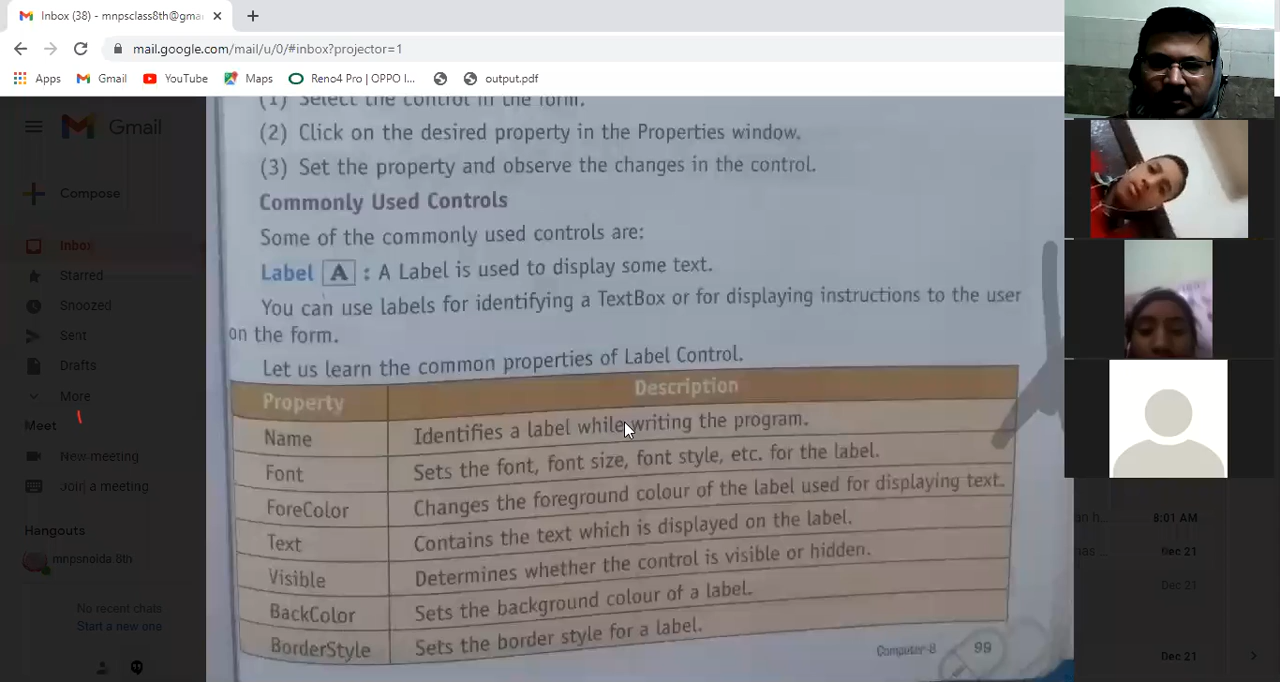 Inbox (38) - mnpsclass8th@gma
mail.google.com/mail/u/0/#inbox?projector=1
Apps Gmail YouTube Maps Reno4 Pro | OPPO I... output.pdf
Gmail
Compose
Inbox
Starred
Snoozed
Sent
Drafts
More
Meet
New meeting
Join a meeting
Hangouts
mnpsnoida 8th
No recent chats
Start a new one
(1) Select the control in the form.
(2) Click on the desired property in the Properties window.
(3) Set the property and observe the changes in the control.
Commonly Used Controls
Some of the commonly used controls are:
Label A : A Label is used to display some text.
You can use labels for identifying a TextBox or for displaying instructions to the user
on the form.
Let us learn the common properties of Label Control.
Property Description
Name Identifies a label while writing the program.
Font Sets the font, font size, font style, etc. for the label.
ForeColor Changes the foreground colour of the label used for displaying text.
Text Contains the text which is displayed on the label.
Visible Determines whether the control is visible or hidden.
BackColor Sets the background colour of a label.
BorderStyle Sets the border style for a label.
Computer-8 99
8:01 AM
Dec 21
Dec 21
Dec 21